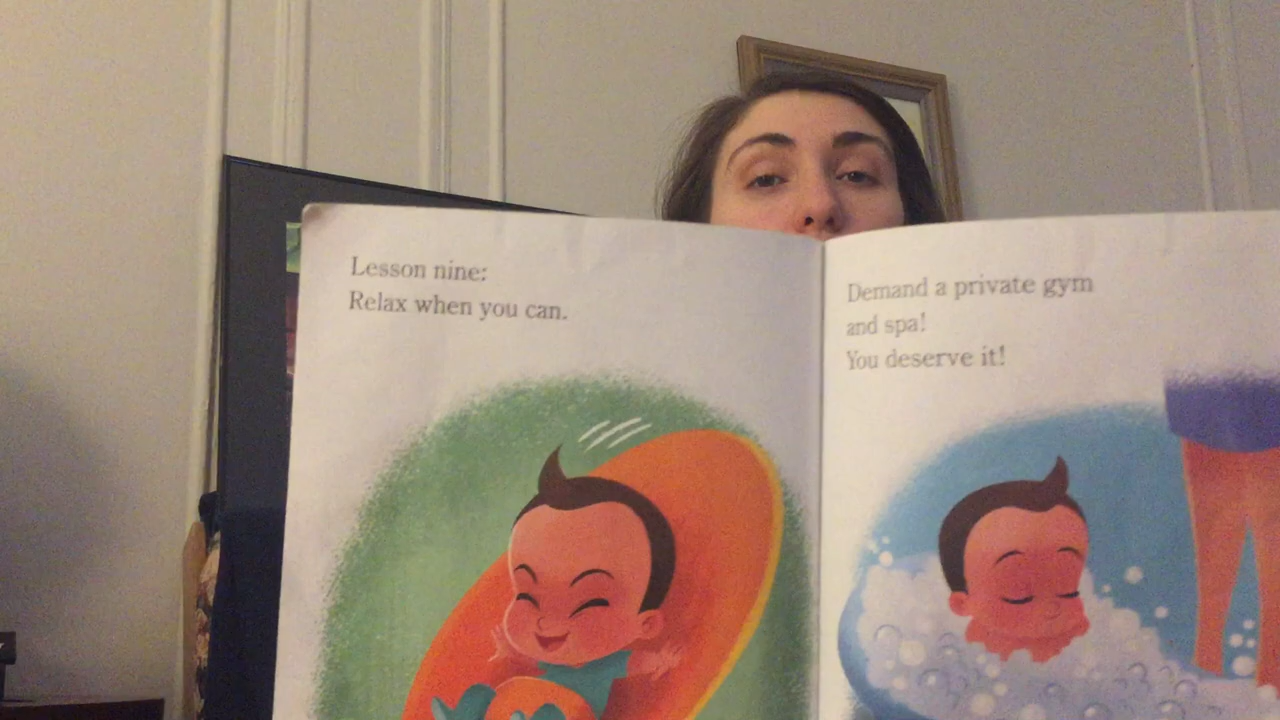 Lesson nine:
Relax when you can.
Demand a private gym
and spa!
You deserve it!